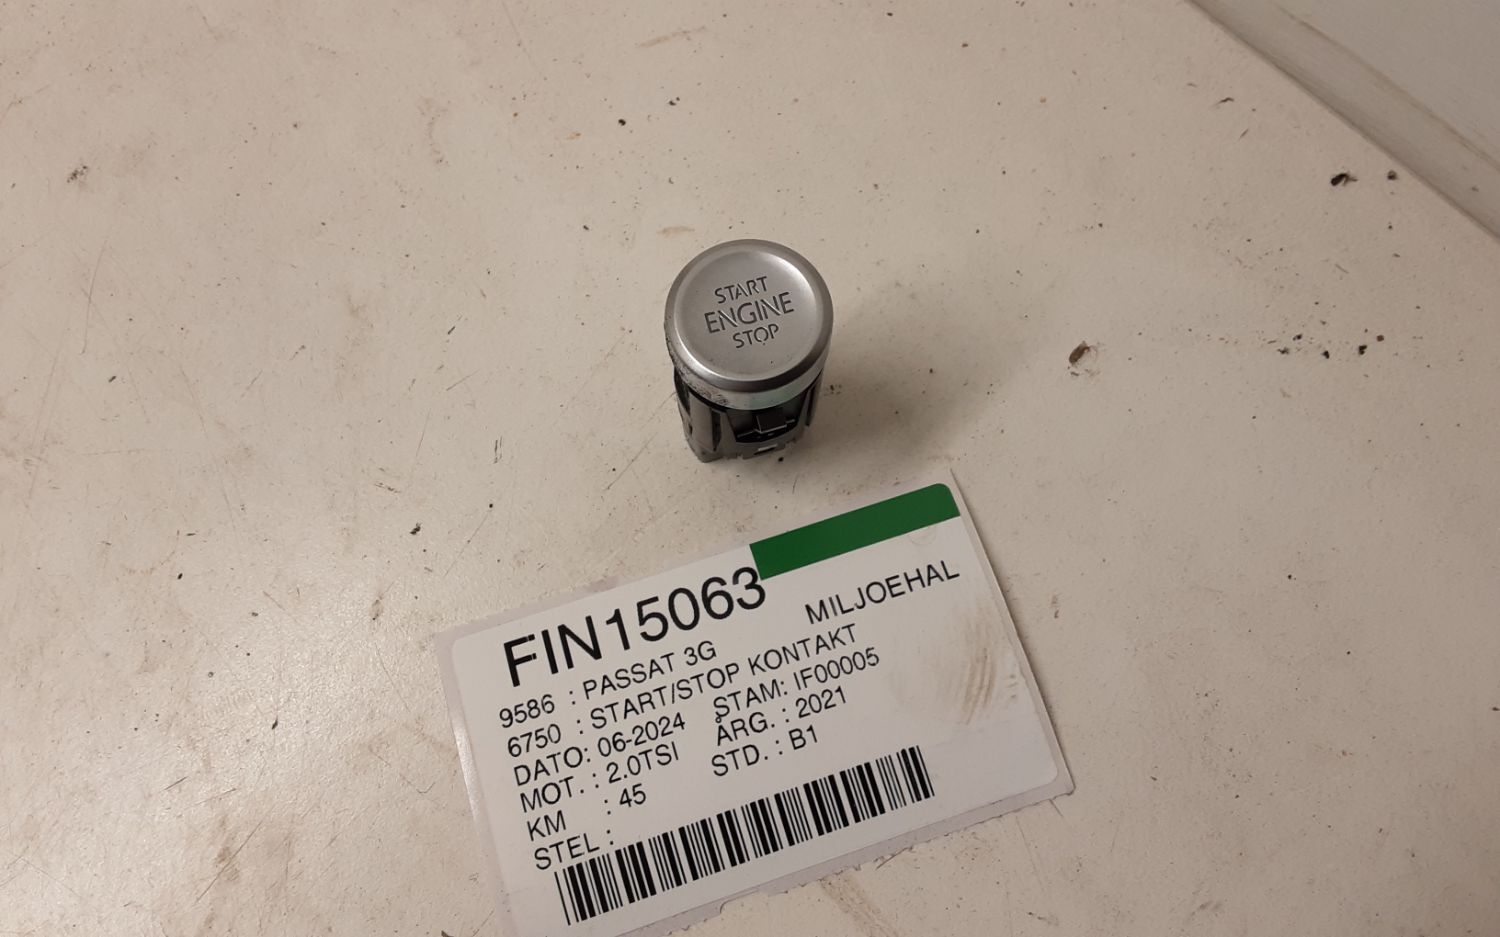 START
ENGINE
STOP
FIN15063
MILJOEHAL
9586 : PASSAT 3G
6750 : START/STOP KONTAKT
DATO: 06-2024 STAM: IF00005
MOT. : 2.0TSI ÅRG. : 2021
KM : 45 STD. : B1
STEL :